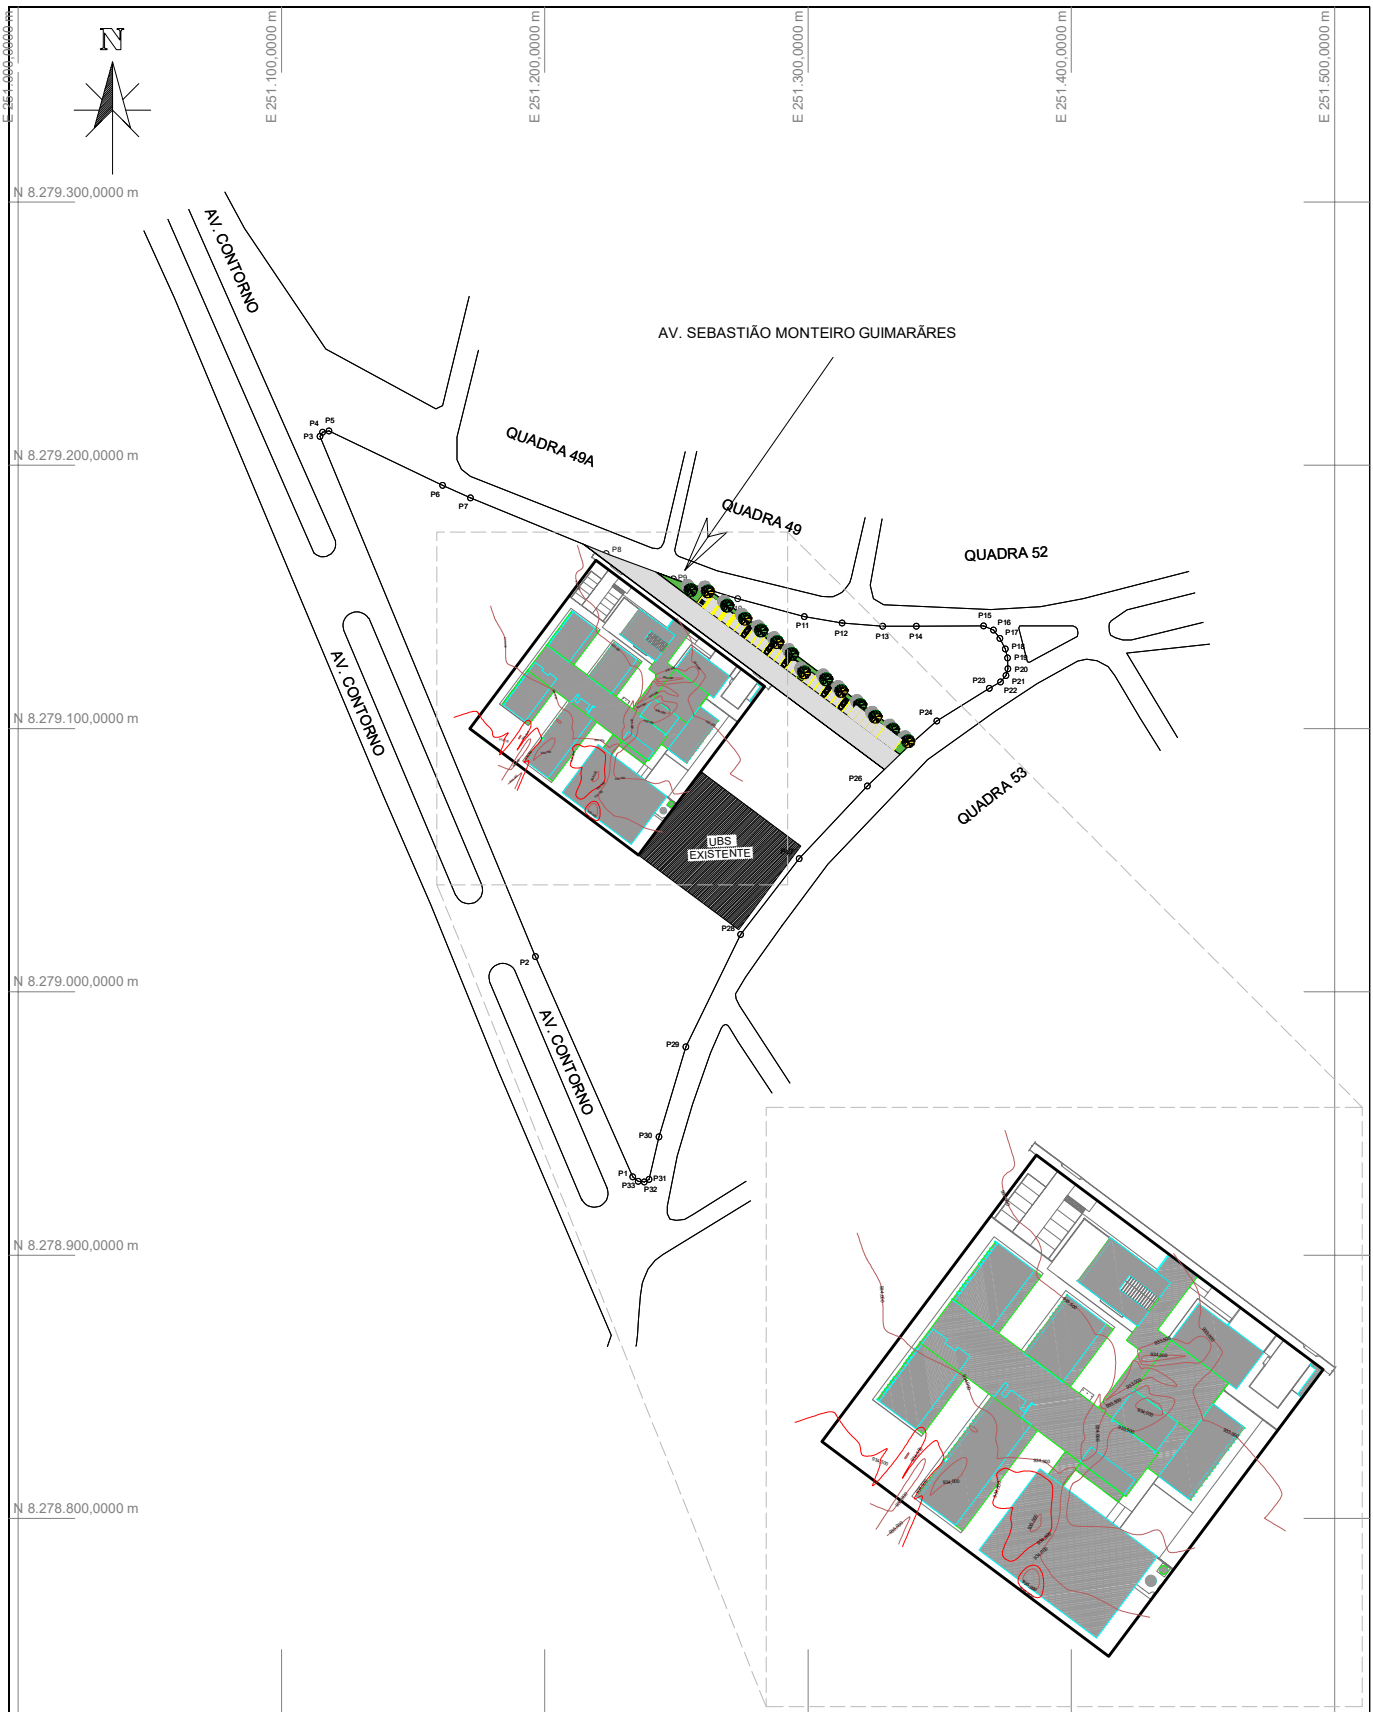 E 251.000,0000 m
E 251.100,0000 m
E 251.200,0000 m
E 251.300,0000 m
E 251.400,0000 m
E 251.500,0000 m
N
N 8.279.300,0000 m
AV. CONTORNO
AV. SEBASTIÃO MONTEIRO GUIMARÃRES
P5
P4
P3
QUADRA 49A
N 8.279.200,0000 m
P6
P7
QUADRA 49
QUADRA 52
P8
P9
P11
P12
P13
P14
P15
P16
P17
P18
P19
P20
P21
P22
P23
P24
AV. CONTORNO
N 8.279.100,0000 m
P26
QUADRA 53
UBS
EXISTENTE
P28
P2
N 8.279.000,0000 m
AV. CONTORNO
P29
P30
P1
P31
P33
P32
N 8.278.900,0000 m
N 8.278.800,0000 m